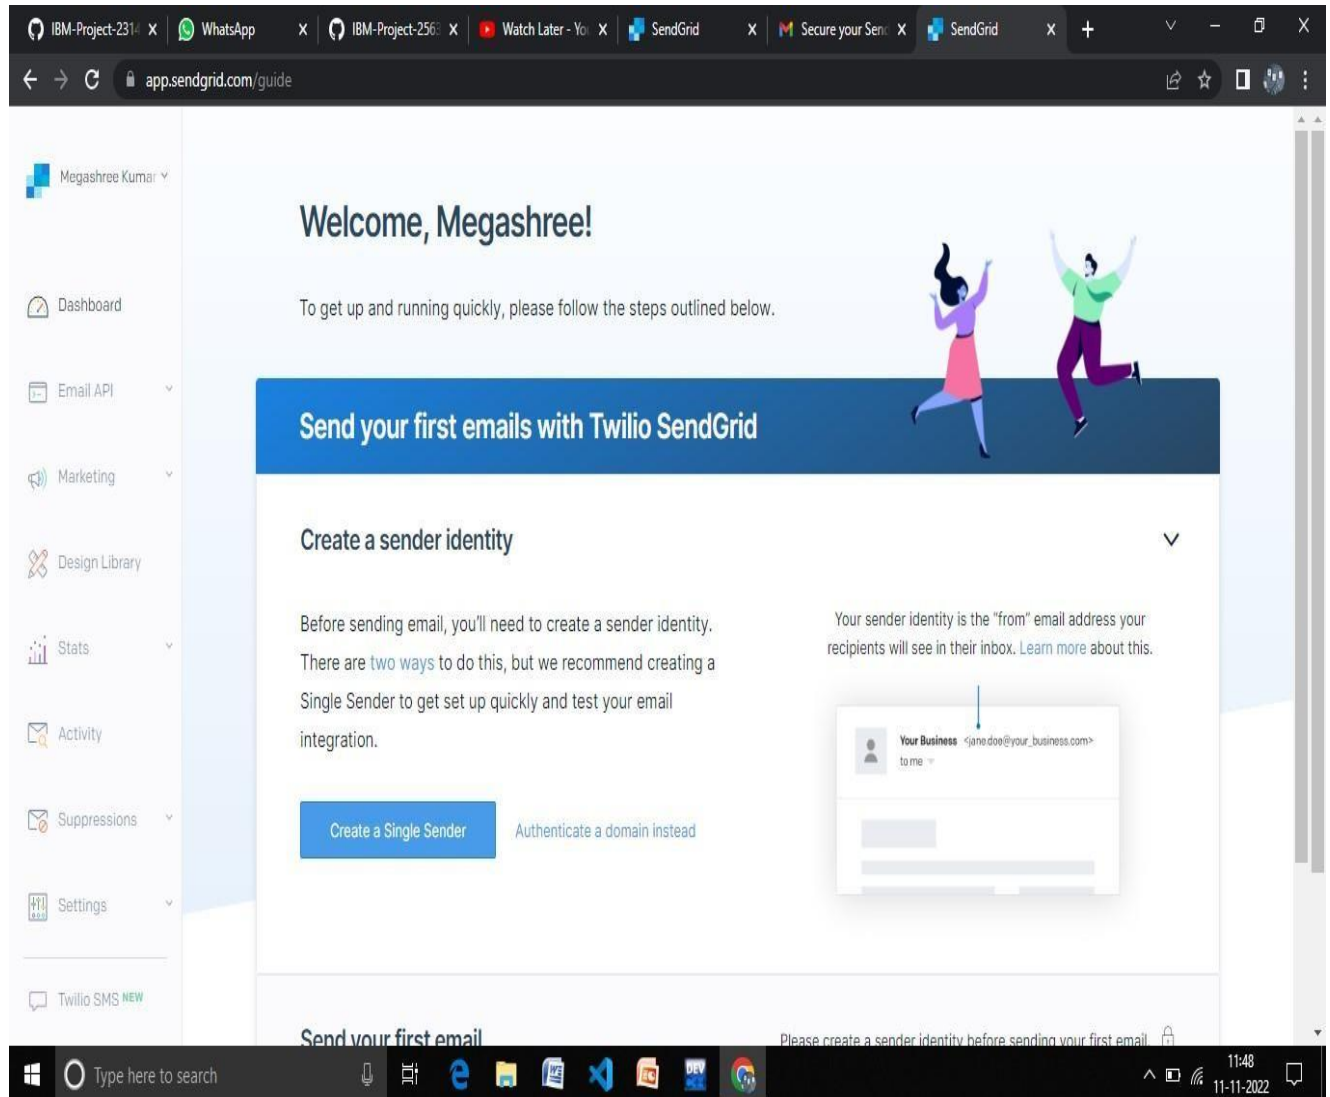 IBM-Project-2314
WhatsApp
IBM-Project-256
Watch Later - Yo
SendGrid
Secure your Send
SendGrid
app.sendgrid.com/guide
Megashree Kumar
Welcome, Megashree!
To get up and running quickly, please follow the steps outlined below.
Dashboard
Email API
Marketing
Design Library
Stats
Activity
Suppressions
Settings
Twilio SMS NEW
Send your first emails with Twilio SendGrid
Create a sender identity
Before sending email, you'll need to create a sender identity.
There are two ways to do this, but we recommend creating a
Single Sender to get set up quickly and test your email
integration.
Create a Single Sender
Authenticate a domain instead
Your sender identity is the "from" email address your
recipients will see in their inbox. Learn more about this.
Your Business <jane.doe@your_business.com>
to me
Send your first email
Please create a sender identity before sending your first email
Type here to search
DEV
11:48
11-11-2022